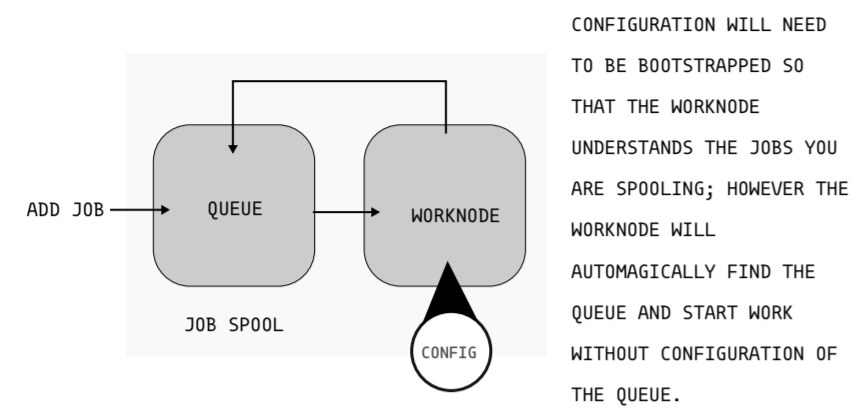 CONFIGURATION WILL NEED
TO BE BOOTSTRAPPED SO
THAT THE WORKNODE
UNDERSTANDS THE JOBS YOU
ARE SPOOLING; HOWEVER THE
WORKNODE WILL
AUTOMAGICALLY FIND THE
QUEUE AND START WORK
WITHOUT CONFIGURATION OF
THE QUEUE.
ADD JOB
QUEUE
WORKNODE
JOB SPOOL
CONFIG